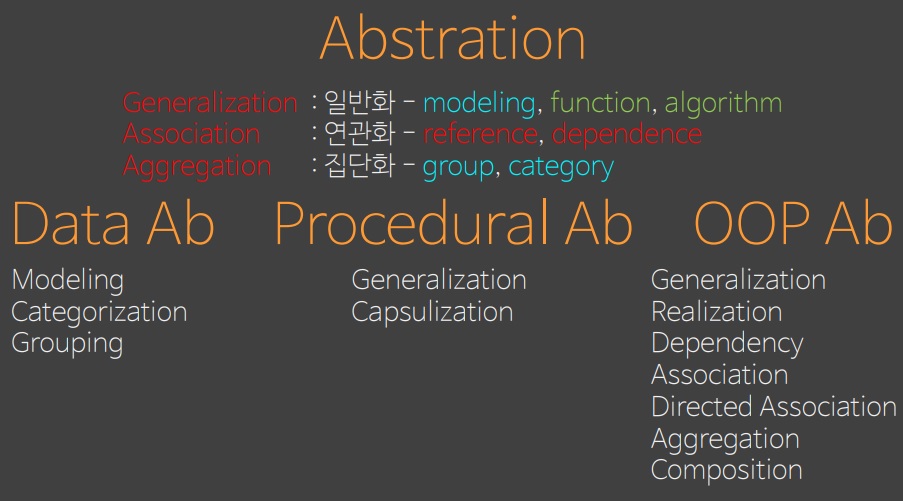 Abstration
Generalization : 일반화 – modeling, function, algorithm
Association : 연관화 – reference, dependence
Aggregation : 집단화 – group, category
Data Ab
Modeling
Categorization
Grouping
Procedural Ab
Generalization
Capsulization
OOP Ab
Generalization
Realization
Dependency
Association
Directed Association
Aggregation
Composition